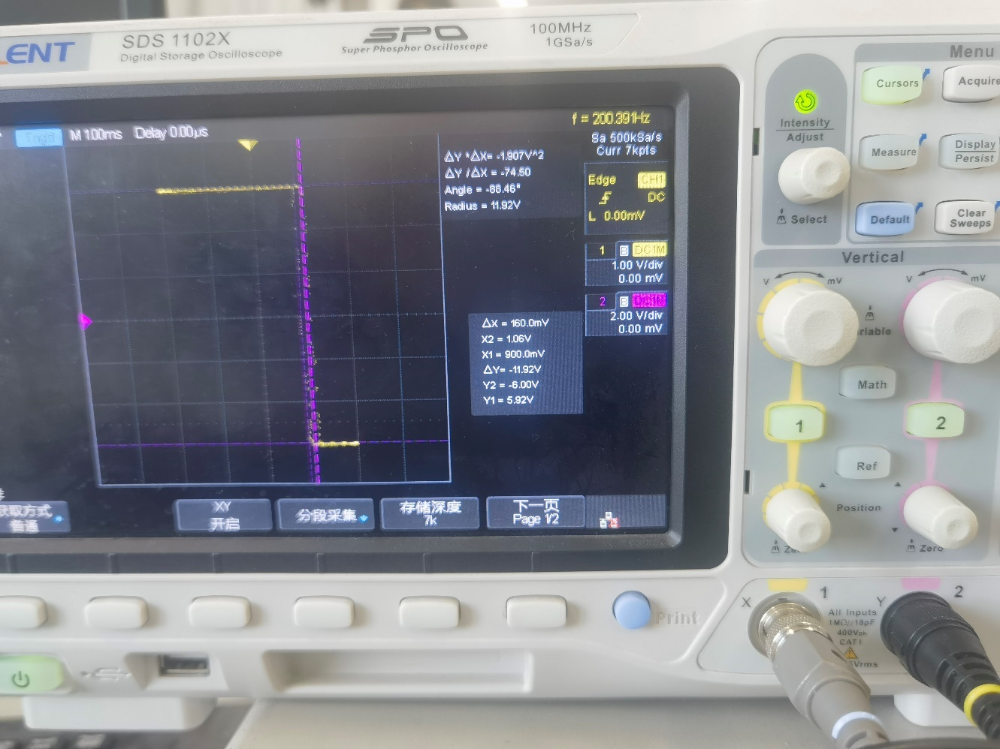 LENT
SDS 1102X
Digital Storage Oscilloscope
SPO
Super Phosphor Oscilloscope
100MHz
1GSa/s
Trig'd
M 1.00ms
Delay 0.00µs
f = 200.391Hz
Sa 500kSa/s
Curr 7kpts
ΔY *ΔX= -1.907V^2
ΔY /ΔX = -74.50
Angle = -86.46°
Radius = 11.92V
Edge CH1
DC
L 0.00mV
1 B DC1M
1.00 V/div
0.00 mV
2 B DC1M
2.00 V/div
0.00 mV
ΔX = 160.0mV
X2 = 1.06V
X1 = 900.0mV
ΔY= -11.92V
Y2 = -6.00V
Y1 = 5.92V
获取方式
普通
XY
开启
分段采集
存储深度
7k
下一页
Page 1/2
Intensity
Adjust
Select
Menu
Cursors
Acquire
Measure
Display
Persist
Default
Clear
Sweeps
Vertical
V mV
V mV
riable
Math
1
2
Ref
Position
Zero
Print
X
1
Y
2
All Inputs
1MΩ//18pF
400Vpk
CAT I
Vrms